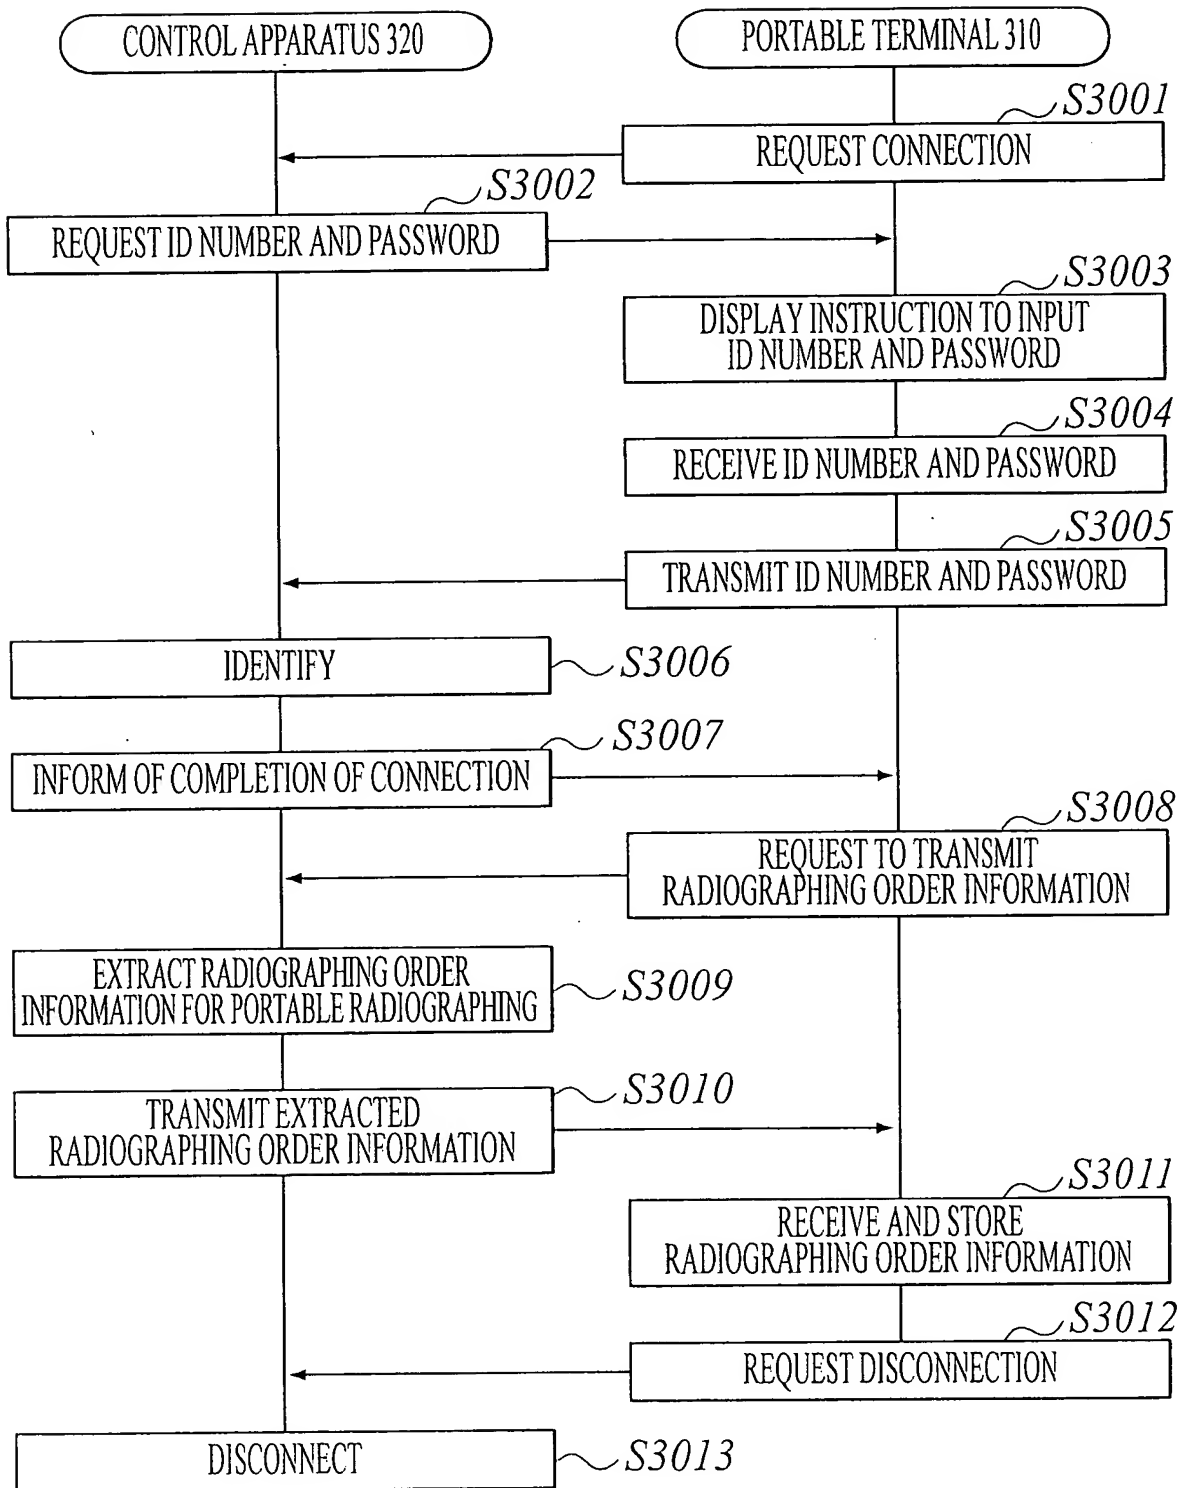 CONTROL APPARATUS 320
PORTABLE TERMINAL 310
S3001
REQUEST CONNECTION
S3002
REQUEST ID NUMBER AND PASSWORD
S3003
DISPLAY INSTRUCTION TO INPUT
ID NUMBER AND PASSWORD
S3004
RECEIVE ID NUMBER AND PASSWORD
S3005
TRANSMIT ID NUMBER AND PASSWORD
IDENTIFY
S3006
S3007
INFORM OF COMPLETION OF CONNECTION
S3008
REQUEST TO TRANSMIT
RADIOGRAPHING ORDER INFORMATION
EXTRACT RADIOGRAPHING ORDER
INFORMATION FOR PORTABLE RADIOGRAPHING
S3009
S3010
TRANSMIT EXTRACTED
RADIOGRAPHING ORDER INFORMATION
S3011
RECEIVE AND STORE
RADIOGRAPHING ORDER INFORMATION
S3012
REQUEST DISCONNECTION
DISCONNECT
S3013